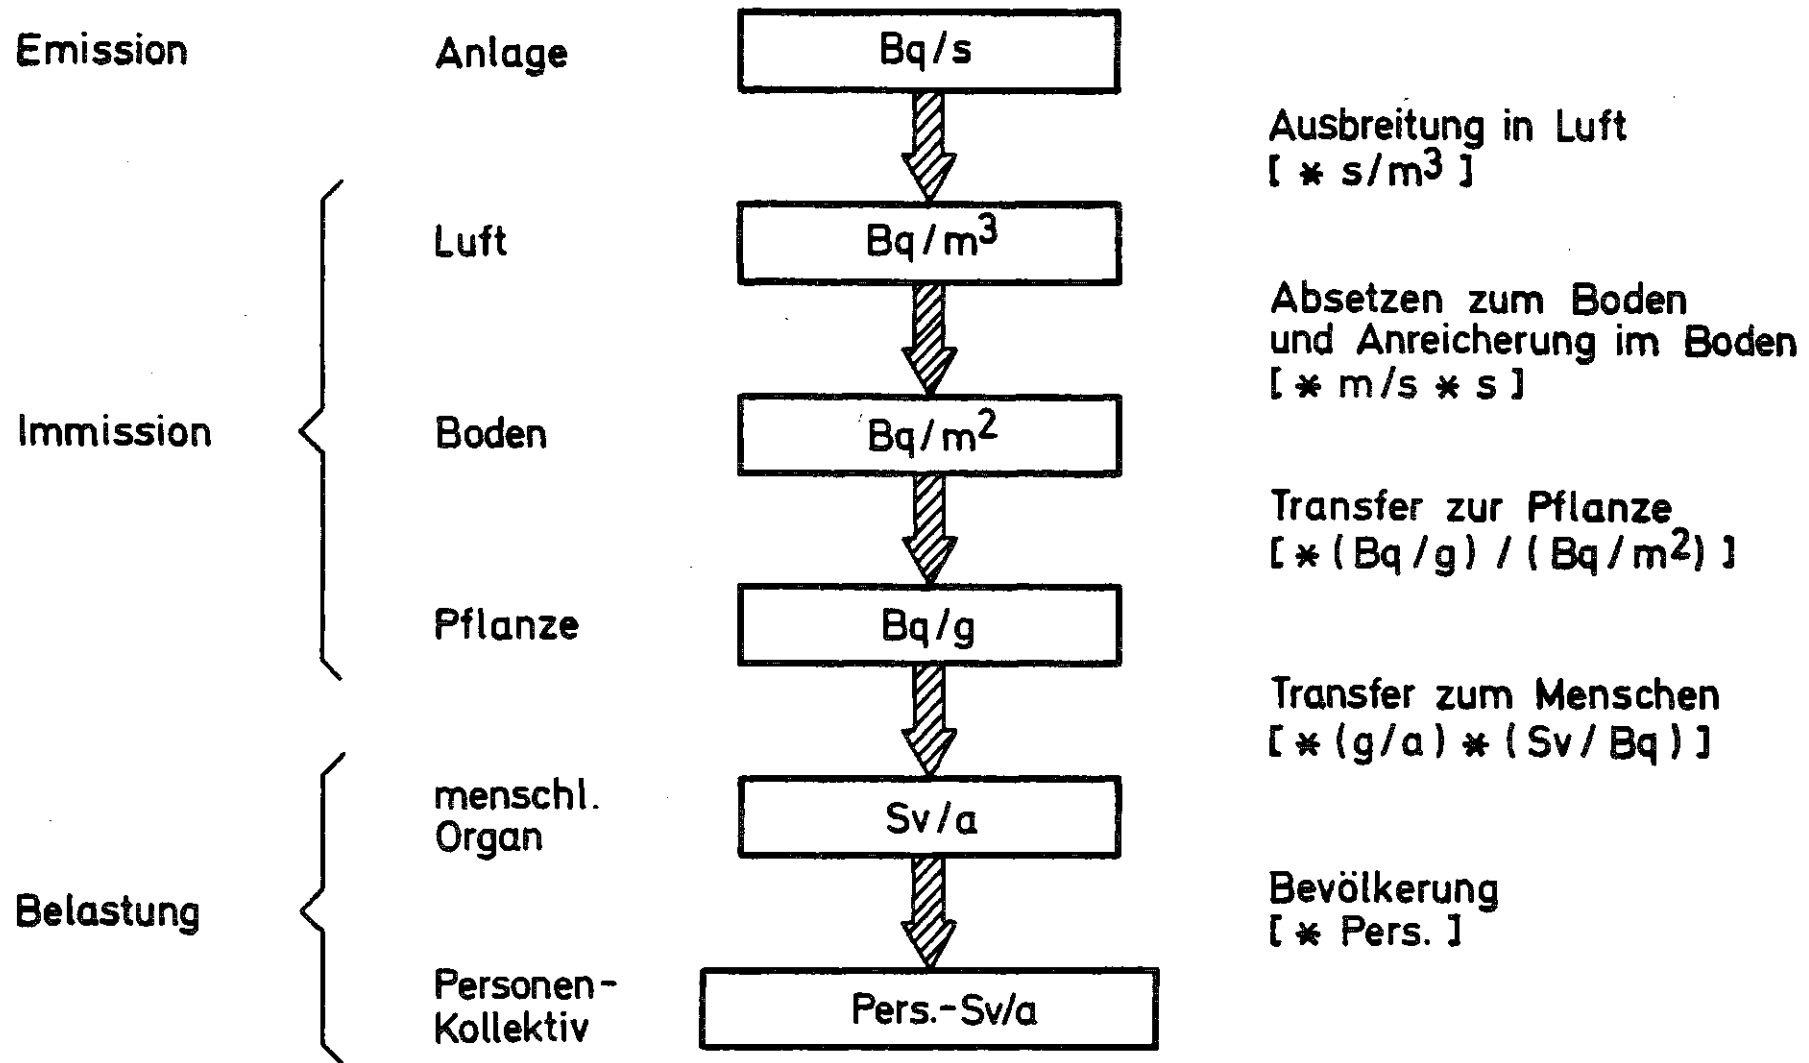 Emission Anlage Bq/s
Ausbreitung in Luft
[ * s/m³ ]
Luft Bq/m³
Absetzen zum Boden
und Anreicherung im Boden
[ * m/s * s ]
Immission Boden Bq/m²
Transfer zur Pflanze
[ * (Bq/g) / (Bq/m²) ]
Pflanze Bq/g
Transfer zum Menschen
[ * (g/a) * (Sv/Bq) ]
menschl.
Organ
Sv/a
Bevölkerung
[ * Pers. ]
Belastung
Personen-
Kollektiv
Pers.-Sv/a